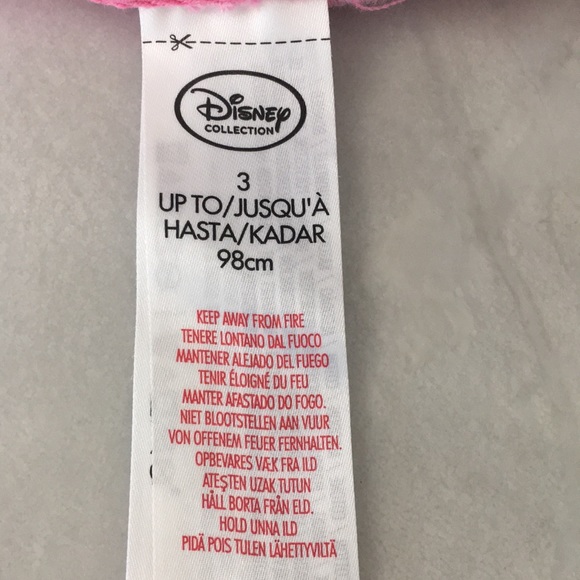 Disney
COLLECTION
3
UP TO/JUSQU'À
HASTA/KADAR
98cm
KEEP AWAY FROM FIRE
TENERE LONTANO DAL FUOCO
MANTENER ALEJADO DEL FUEGO
TENIR ÉLOIGNÉ DU FEU
MANTER AFASTADO DO FOGO.
NIET BLOOTSTELLEN AAN VUUR
VON OFFENEM FEUER FERNHALTEN.
OPBEVARES VÆK FRA ILD
ATEŞTEN UZAK TUTUN
HÅLL BORTA FRÅN ELD.
HOLD UNNA ILD
PIDÄ POIS TULEN LÄHETTYVILTÄ